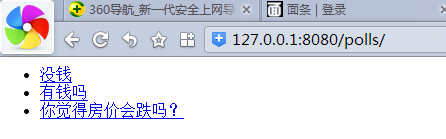 360导航_新一代安全上网导
面条 | 登录
127.0.0.1:8080/polls/
没钱
有钱吗
你觉得房价会跌吗？